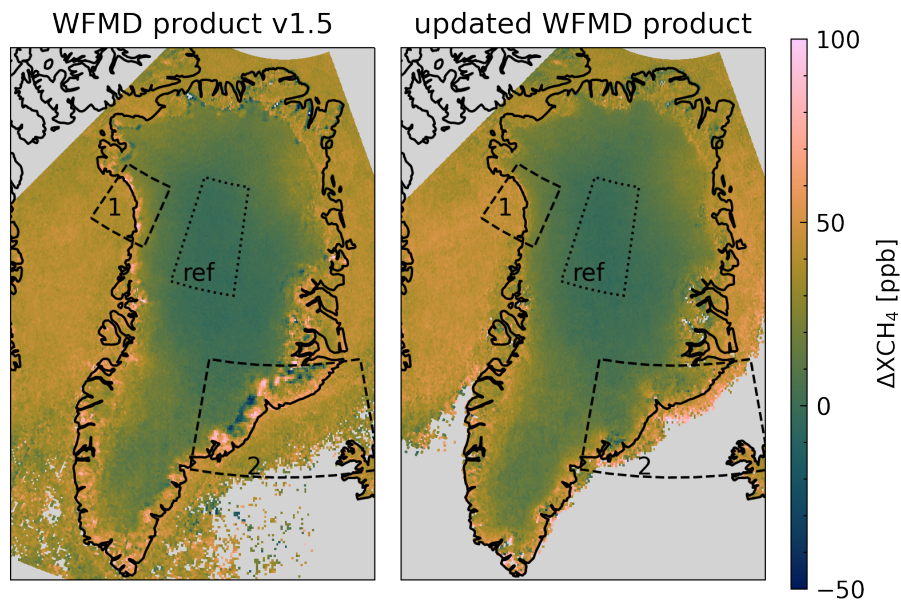 WFMD product v1.5
updated WFMD product
1
ref
2
1
ref
2
100
50
0
−50
ΔXCH₄ [ppb]